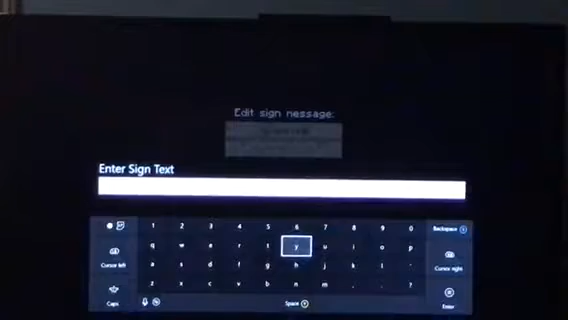 Edit sign message:
Enter Sign Text
1 2 3 4 5 6 7 8 9 0 Backspace
q w e r t y u i o p
Cursor left a s d f g h j k l Cursor right
z x c v b n m . ?
Caps Space Enter